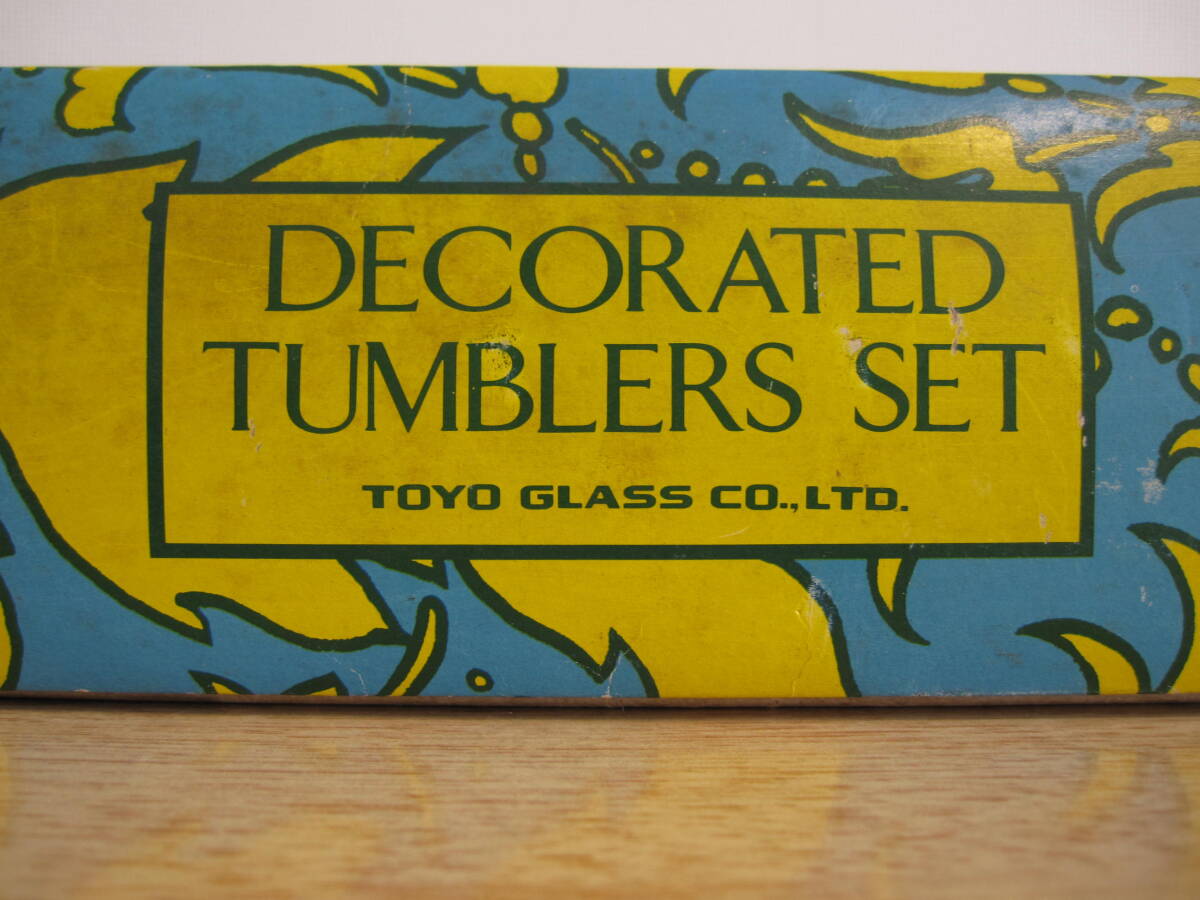 DECORATED
TUMBLERS SET
TOYO GLASS CO.,LTD.